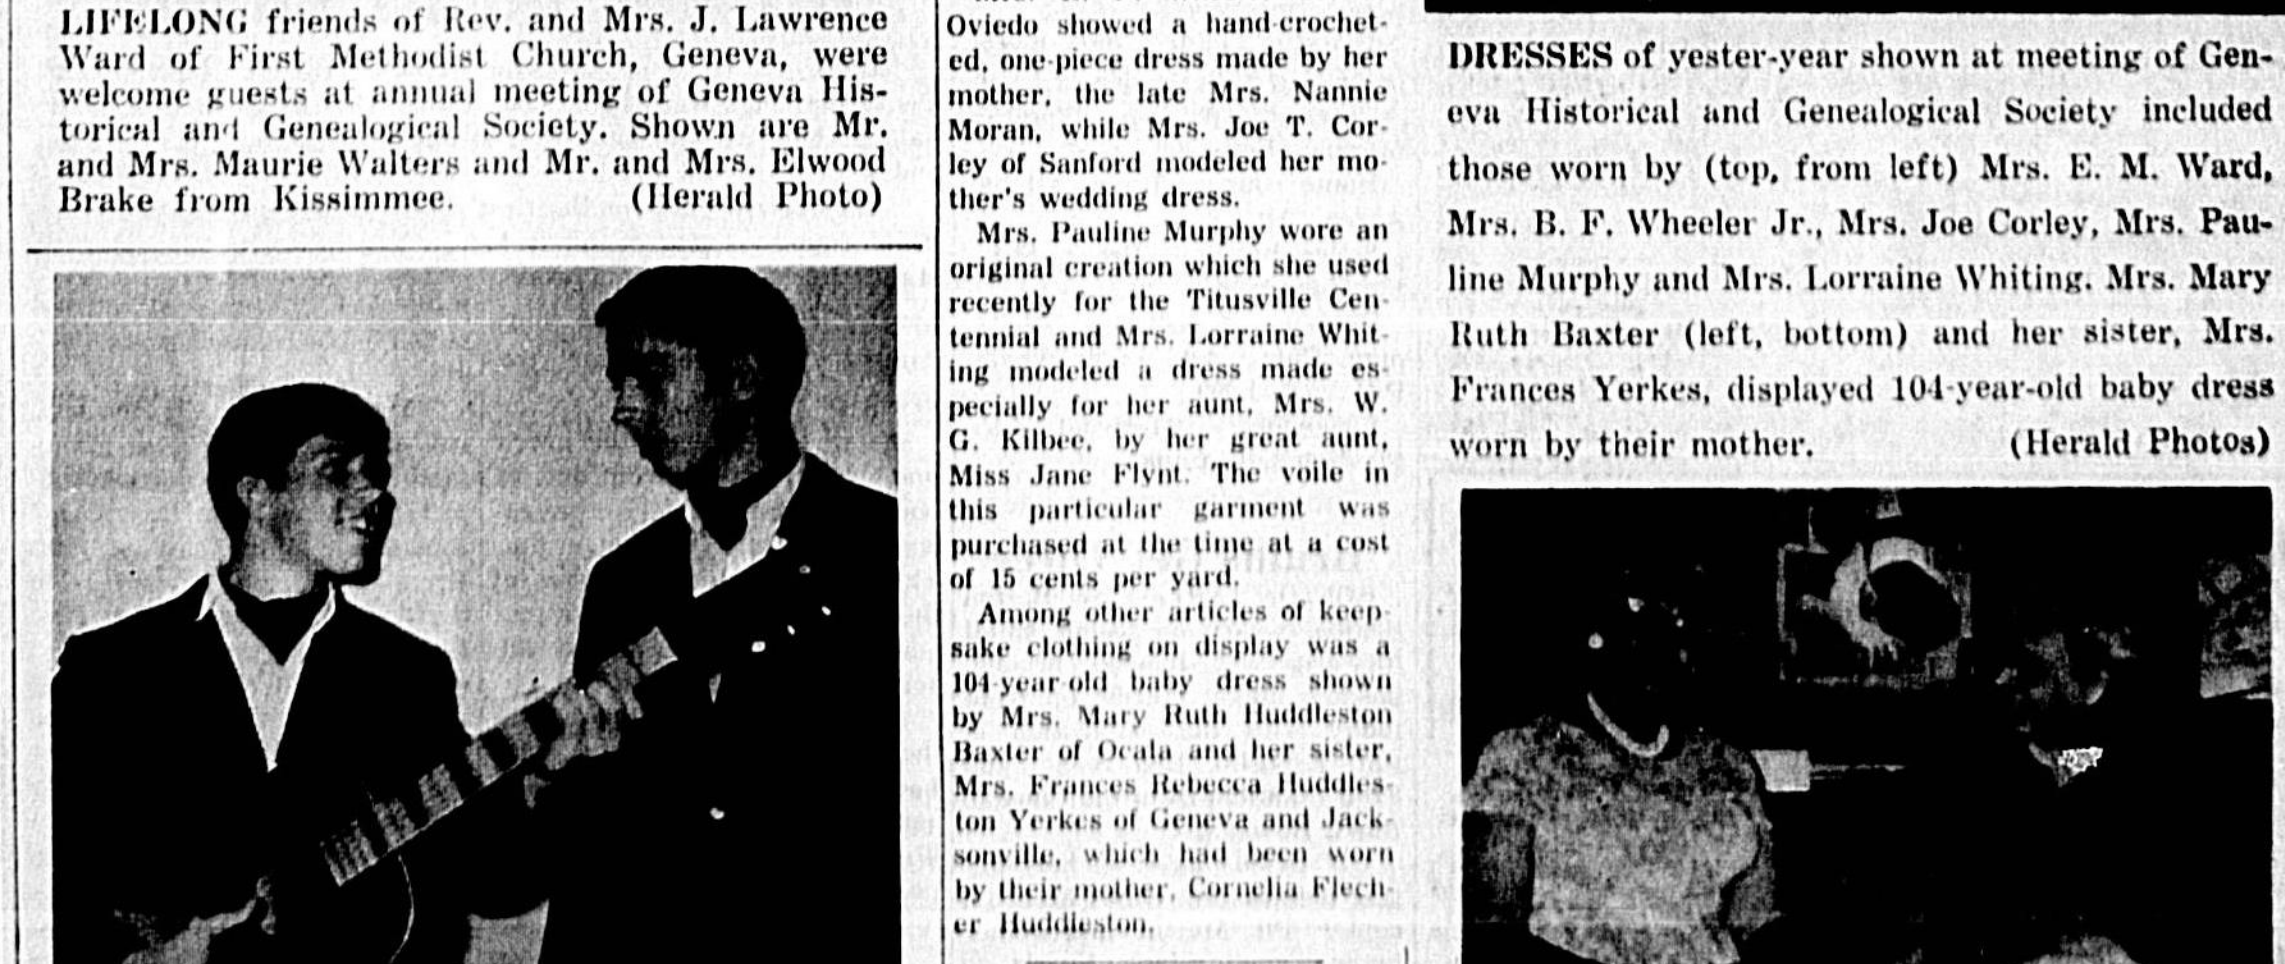 LIFELONG friends of Rev. and Mrs. J. Lawrence
Ward of First Methodist Church, Geneva, were
welcome guests at annual meeting of Geneva His-
torical and Genealogical Society. Shown are Mr.
and Mrs. Maurie Walters and Mr. and Mrs. Elwood
Brake from Kissimmee. (Herald Photo)
Oviedo showed a hand-crochet-
ed, one-piece dress made by her
mother, the late Mrs. Nannie
Moran, while Mrs. Joe T. Cor-
ley of Sanford modeled her mo-
ther's wedding dress.
Mrs. Pauline Murphy wore an
original creation which she used
recently for the Titusville Cen-
tennial and Mrs. Lorraine Whit-
ing modeled a dress made es-
pecially for her aunt, Mrs. W.
G. Kilbee, by her great aunt,
Miss Jane Flynt. The voile in
this particular garment was
purchased at the time at a cost
of 15 cents per yard.
Among other articles of keep-
sake clothing on display was a
104-year-old baby dress shown
by Mrs. Mary Ruth Huddleston
Baxter of Ocala and her sister,
Mrs. Frances Rebecca Huddles-
ton Yerkes of Geneva and Jack-
sonville, which had been worn
by their mother, Cornelia Flech-
er Huddleston.
DRESSES of yester-year shown at meeting of Gen-
eva Historical and Genealogical Society included
those worn by (top, from left) Mrs. E. M. Ward,
Mrs. B. F. Wheeler Jr., Mrs. Joe Corley, Mrs. Pau-
line Murphy and Mrs. Lorraine Whiting. Mrs. Mary
Ruth Baxter (left, bottom) and her sister, Mrs.
Frances Yerkes, displayed 104-year-old baby dress
worn by their mother. (Herald Photos)